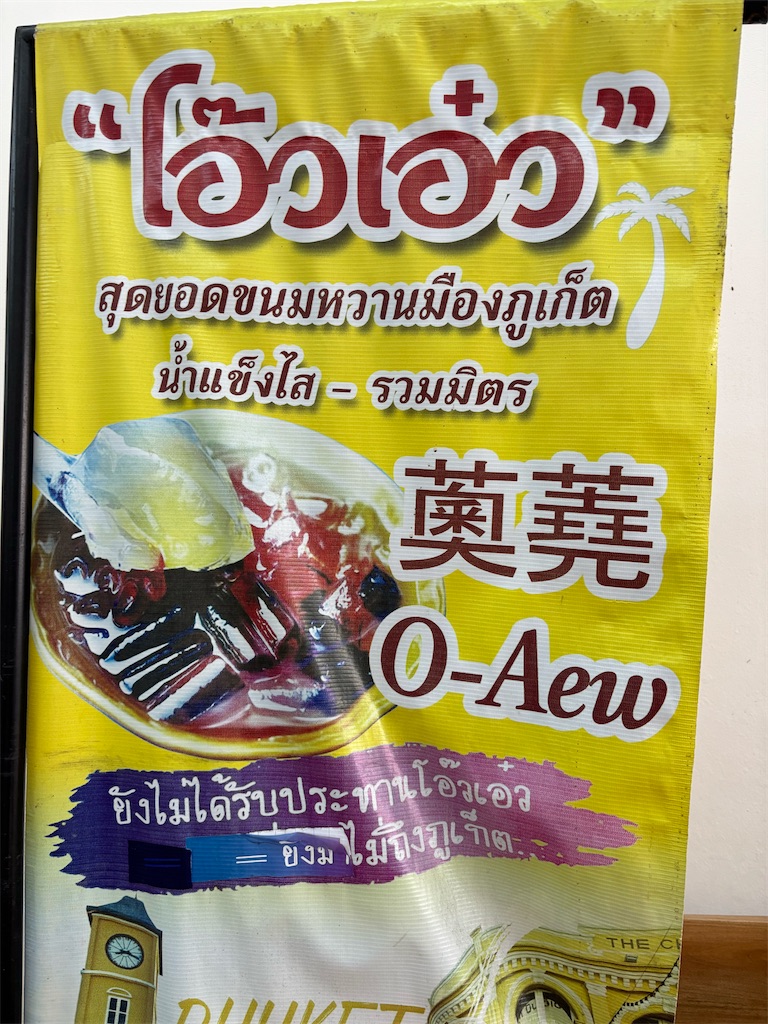 "โอ๊วเอ๋ว"
สุดยอดขนมหวานเมืองภูเก็ต
น้ำแข็งไส – รวมมิตร
薁蕘
O-Aew
ยังไม่ได้รับประทานโอ๊วเอ๋ว
ไม่ถึงภูเก็ต..
THE
PHUKET